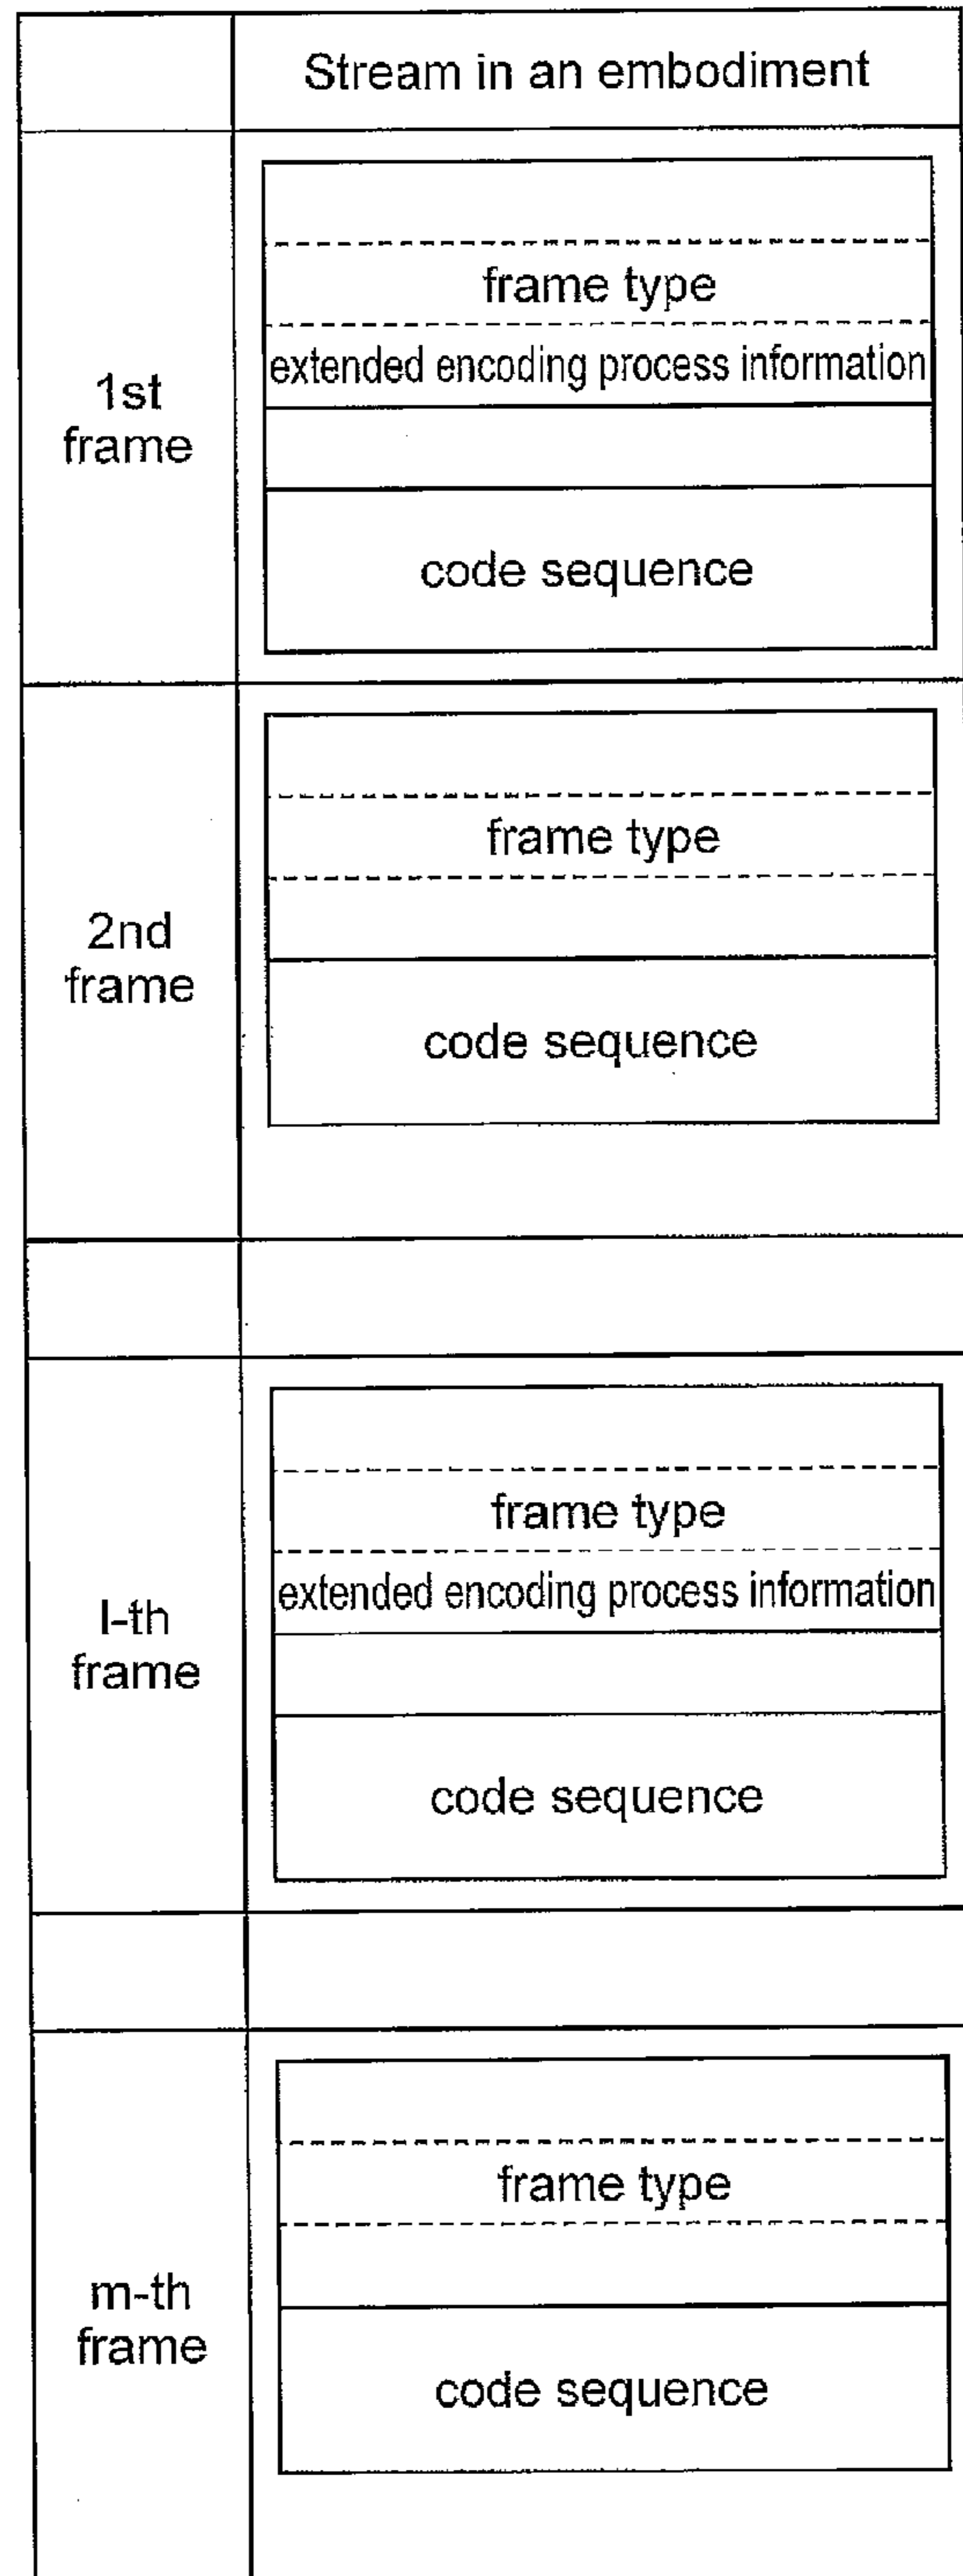 Stream in an embodiment
1st
frame
frame type
extended encoding process information
code sequence
2nd
frame
frame type
code sequence
l-th
frame
frame type
extended encoding process information
code sequence
m-th
frame
frame type
code sequence